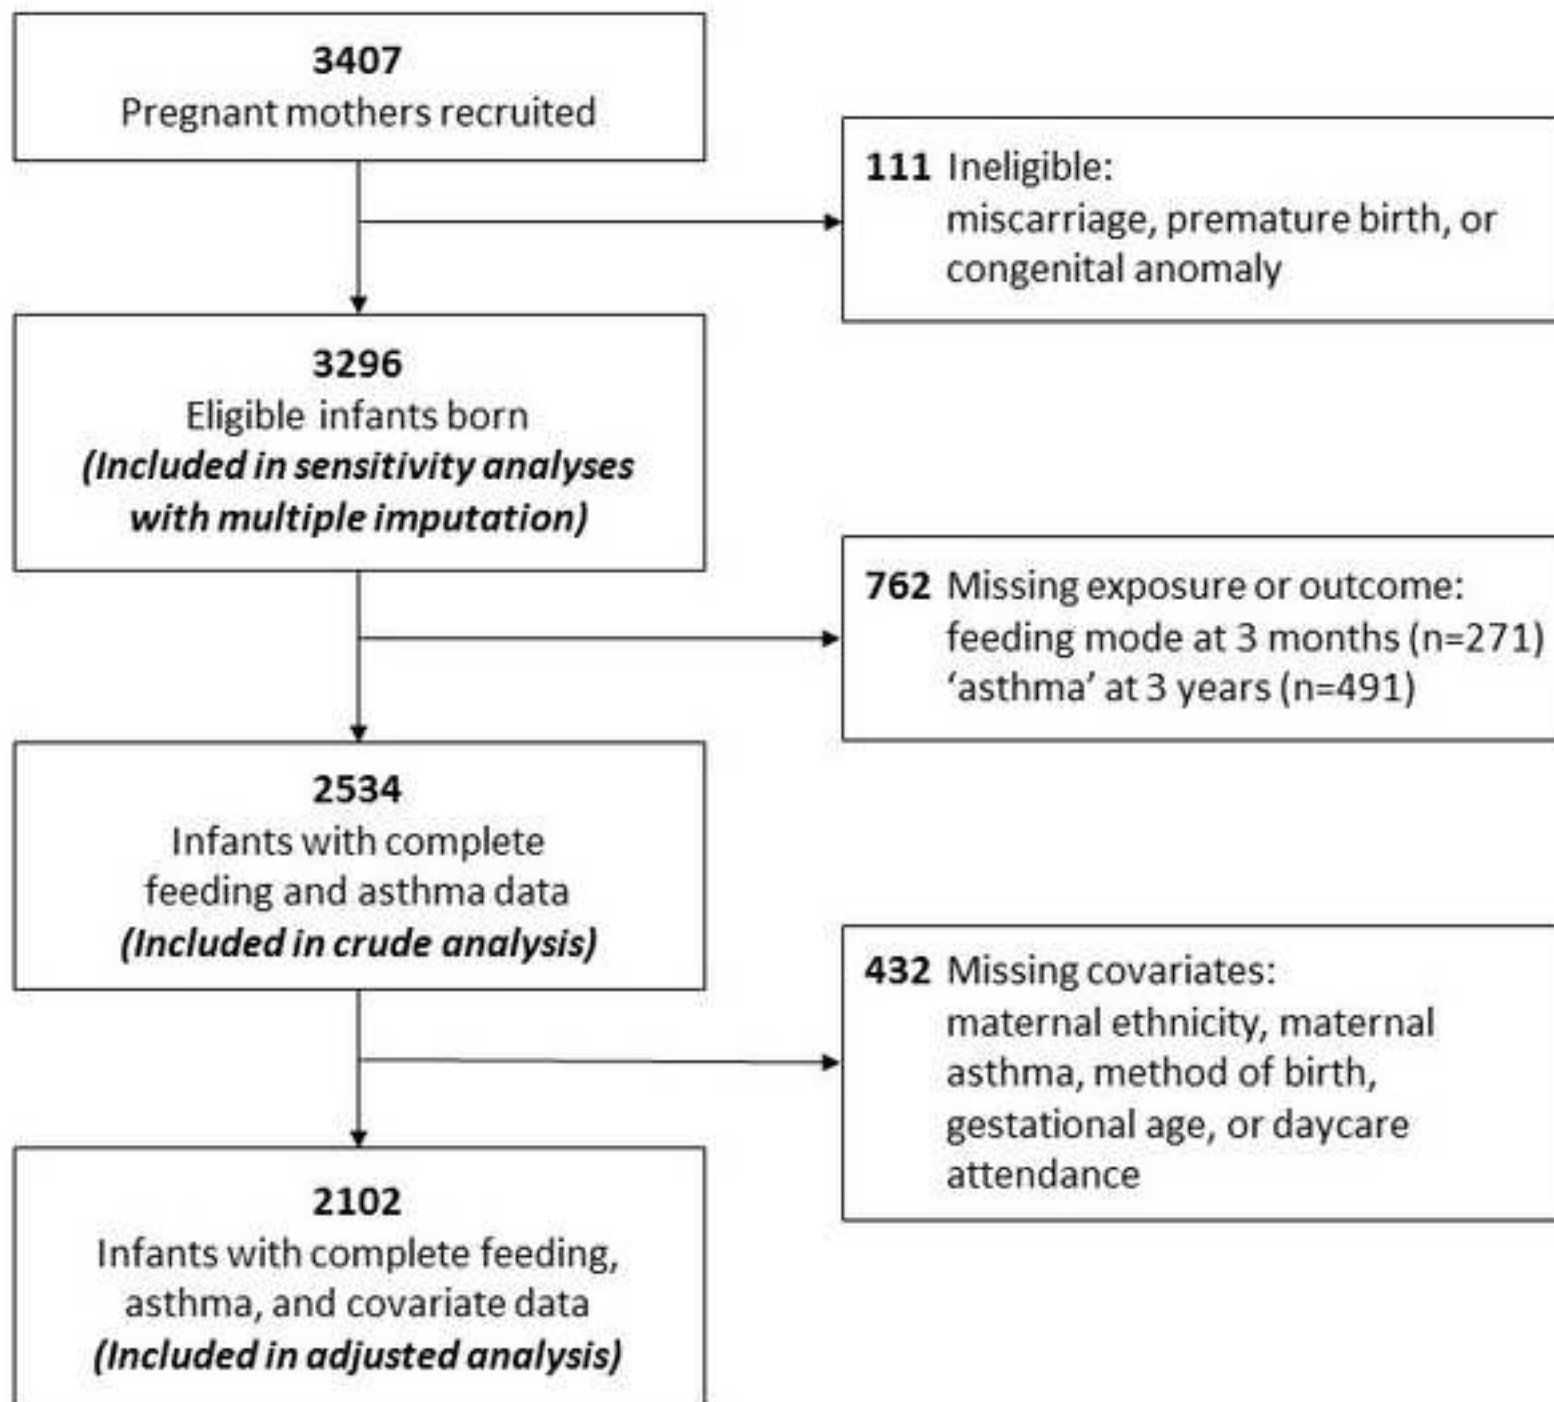 3407
Pregnant mothers recruited
111 Ineligible:
miscarriage, premature birth, or
congenital anomaly
3296
Eligible infants born
(Included in sensitivity analyses
with multiple imputation)
762 Missing exposure or outcome:
feeding mode at 3 months (n=271)
‘asthma’ at 3 years (n=491)
2534
Infants with complete
feeding and asthma data
(Included in crude analysis)
432 Missing covariates:
maternal ethnicity, maternal
asthma, method of birth,
gestational age, or daycare
attendance
2102
Infants with complete feeding,
asthma, and covariate data
(Included in adjusted analysis)